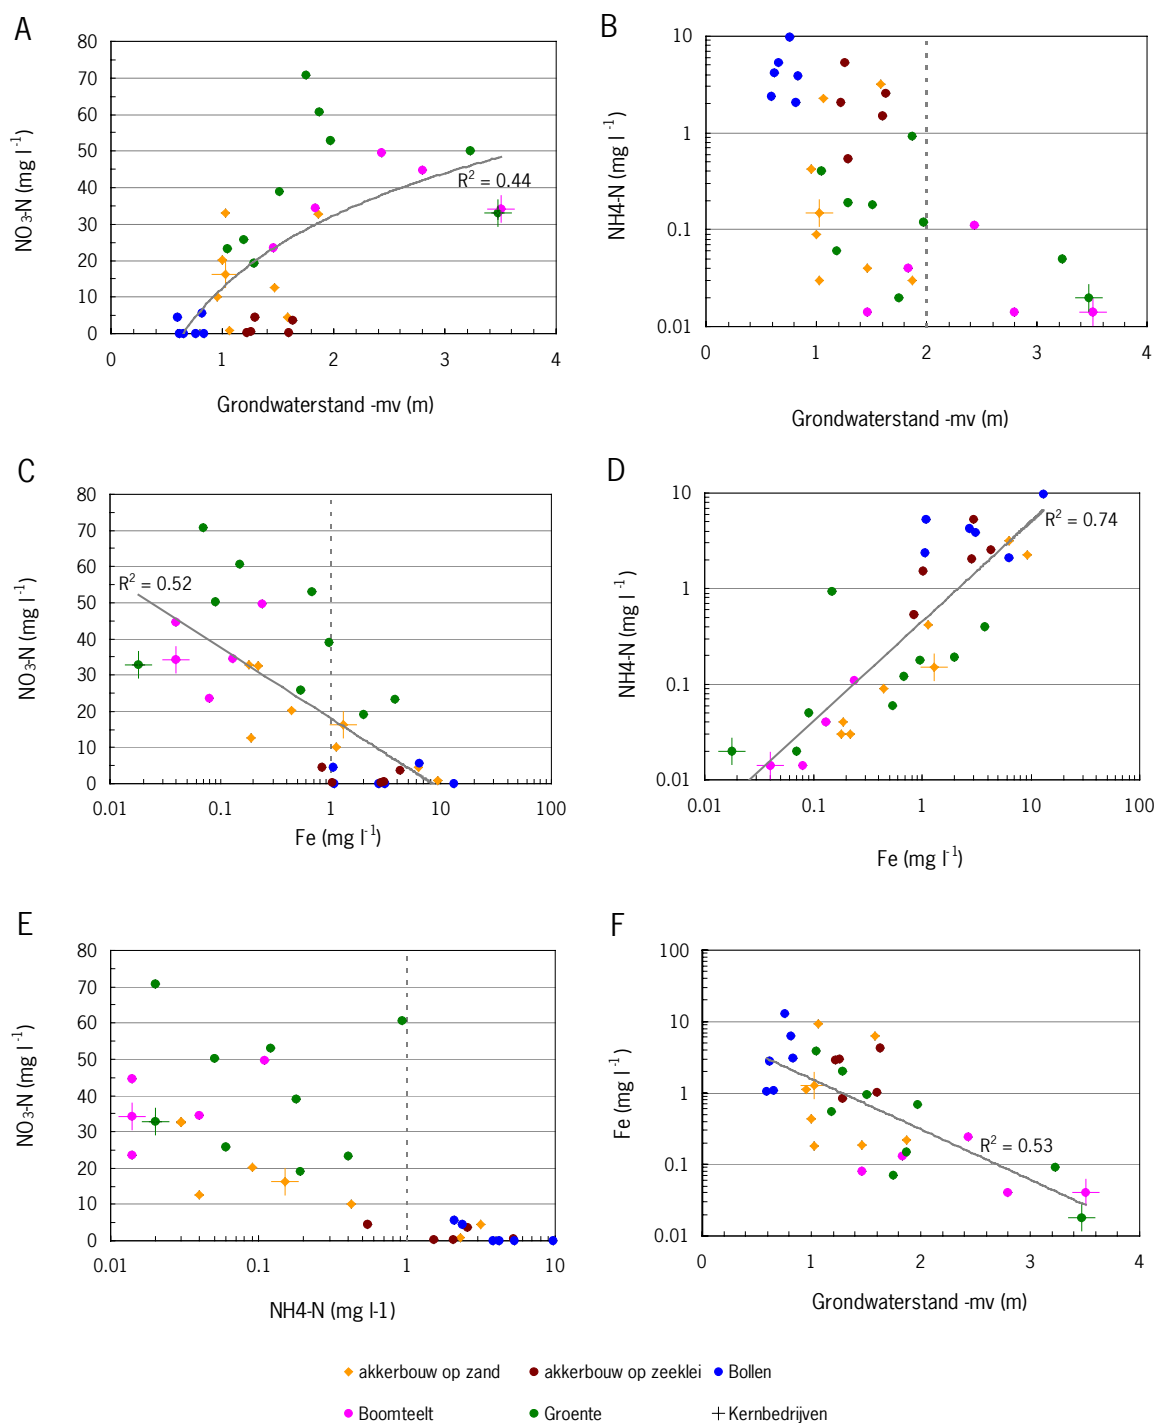 A
80
70
60
50
40
30
20
10
0
NO3-N (mg l-1)
R2 = 0.44
0 1 2 3 4
Grondwaterstand -mv (m)
B
10
1
0.1
0.01
NH4-N (mg l-1)
0 1 2 3 4
Grondwaterstand -mv (m)
C
80
70
60
50
40
30
20
10
0
NO3-N (mg l-1)
R2 = 0.52
0.01 0.1 1 10 100
Fe (mg l-1)
D
10
1
0.1
0.01
NH4-N (mg l-1)
R2 = 0.74
0.01 0.1 1 10 100
Fe (mg l-1)
E
80
70
60
50
40
30
20
10
0
NO3-N (mg l-1)
0.01 0.1 1 10
NH4-N (mg l-1)
F
100
10
1
0.1
0.01
Fe (mg l-1)
R2 = 0.53
0 1 2 3 4
Grondwaterstand -mv (m)
akkerbouw op zand akkerbouw op zeeklei Bollen
Boomteelt Groente Kernbedrijven